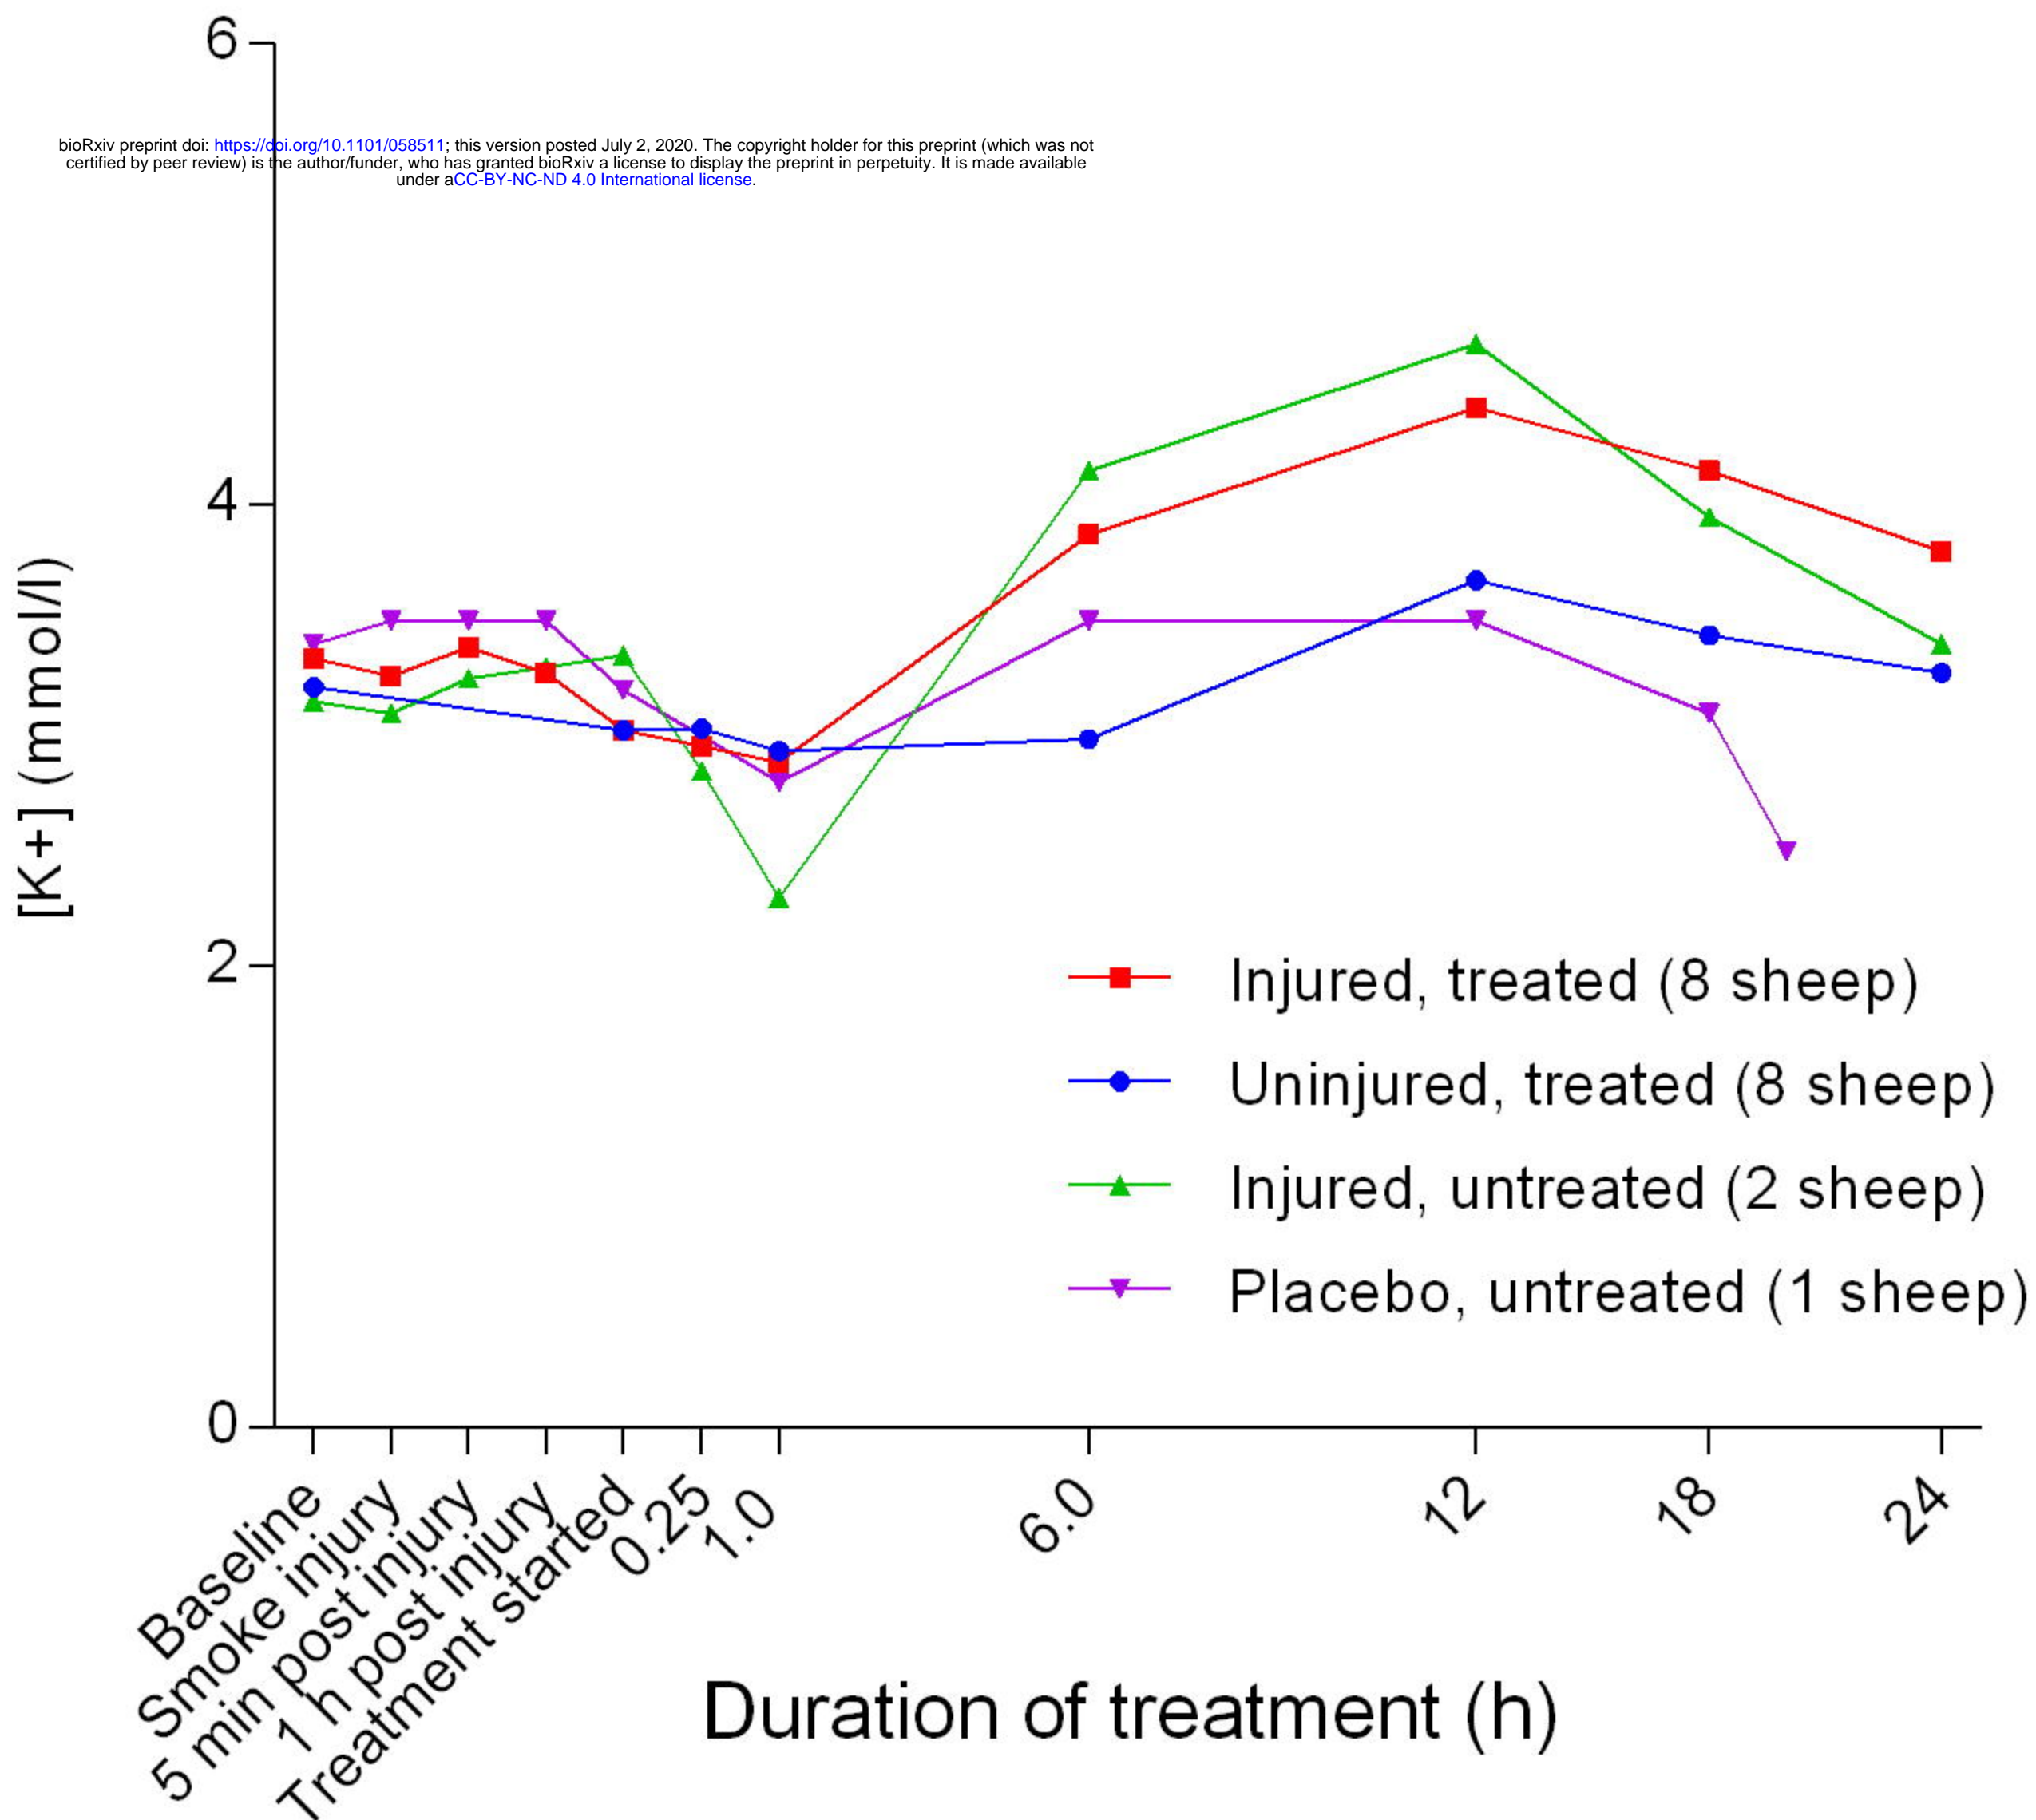 6
bioRxiv preprint doi: https://doi.org/10.1101/058511; this version posted July 2, 2020. The copyright holder for this preprint (which was not
certified by peer review) is the author/funder, who has granted bioRxiv a license to display the preprint in perpetuity. It is made available
under aCC-BY-NC-ND 4.0 International license.
4
[K+] (mmol/l)
2
Injured, treated (8 sheep)
Uninjured, treated (8 sheep)
Injured, untreated (2 sheep)
Placebo, untreated (1 sheep)
0
Baseline
Smoke injury
5 min post injury
1 h post injury
Treatment started
0.25
1.0
6.0
12
18
24
Duration of treatment (h)